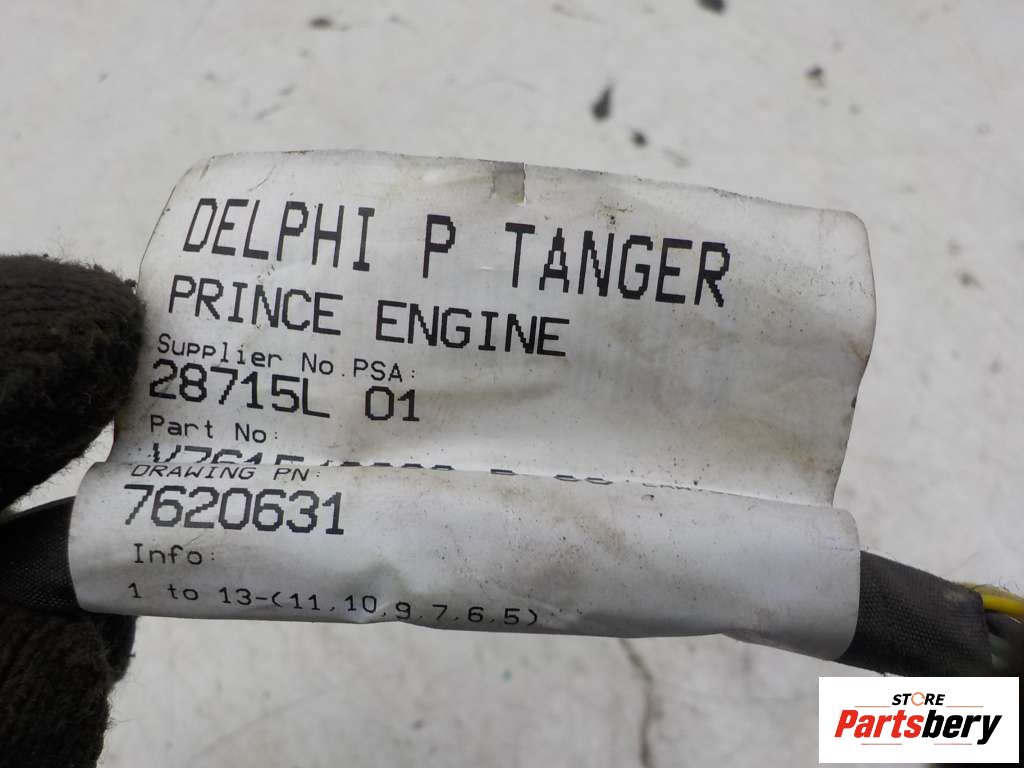 DELPHI P TANGER
PRINCE ENGINE
Supplier No.PSA:
28715L 01
Part No:
DRAWING PN:
7620631
Info:
1 to 13-(11,10,9,7,6,5)
STORE
Partsbery